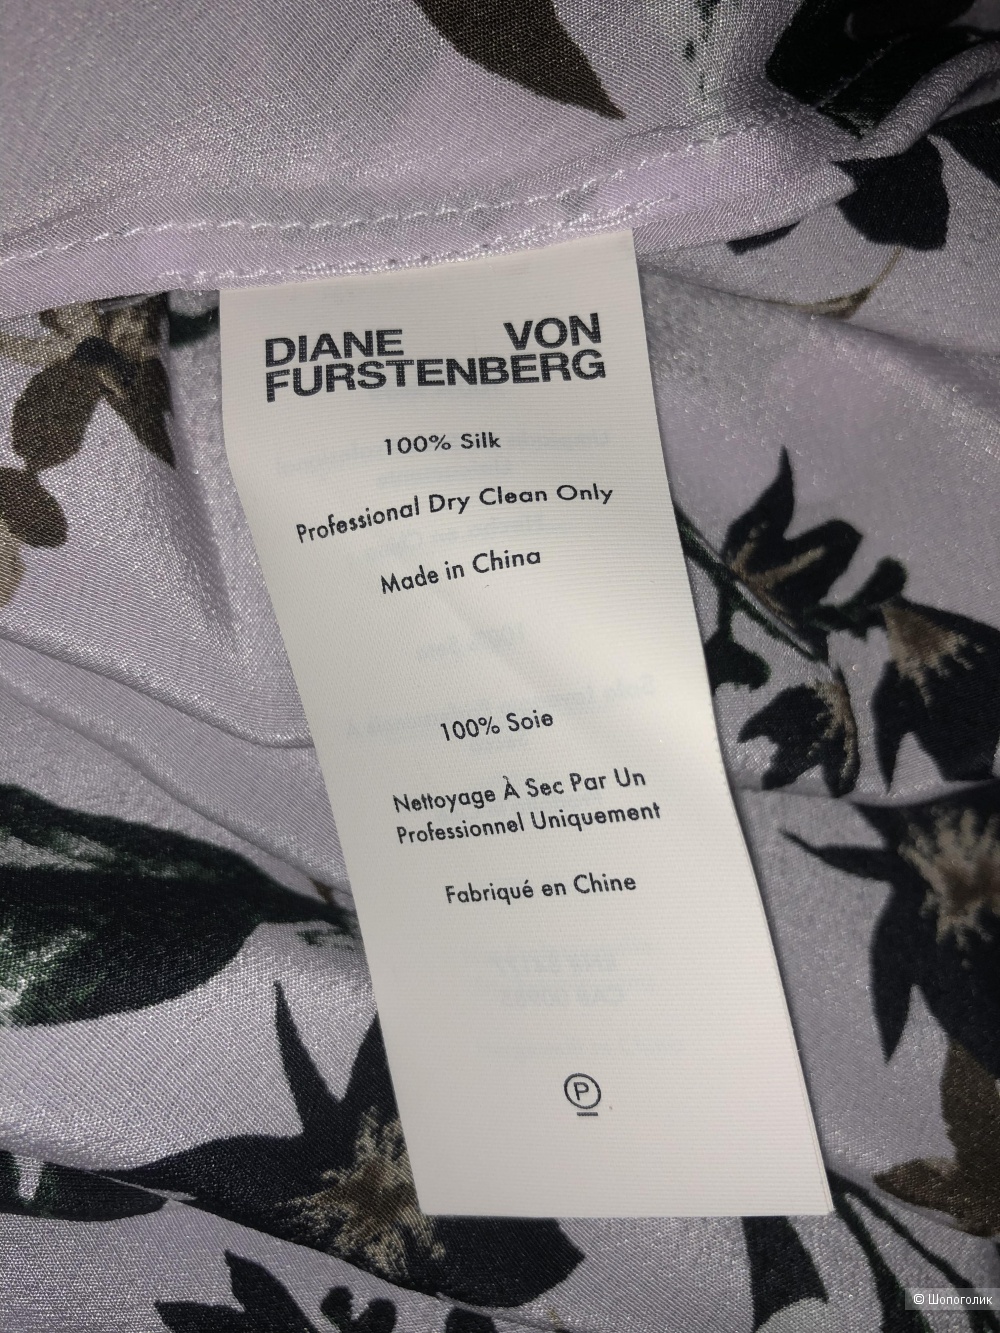 DIANE VON
FURSTENBERG
100% Silk
Professional Dry Clean Only
Made in China
100% Soie
Nettoyage À Sec Par Un
Professionnel Uniquement
Fabriqué en Chine
P
© Шопоголик